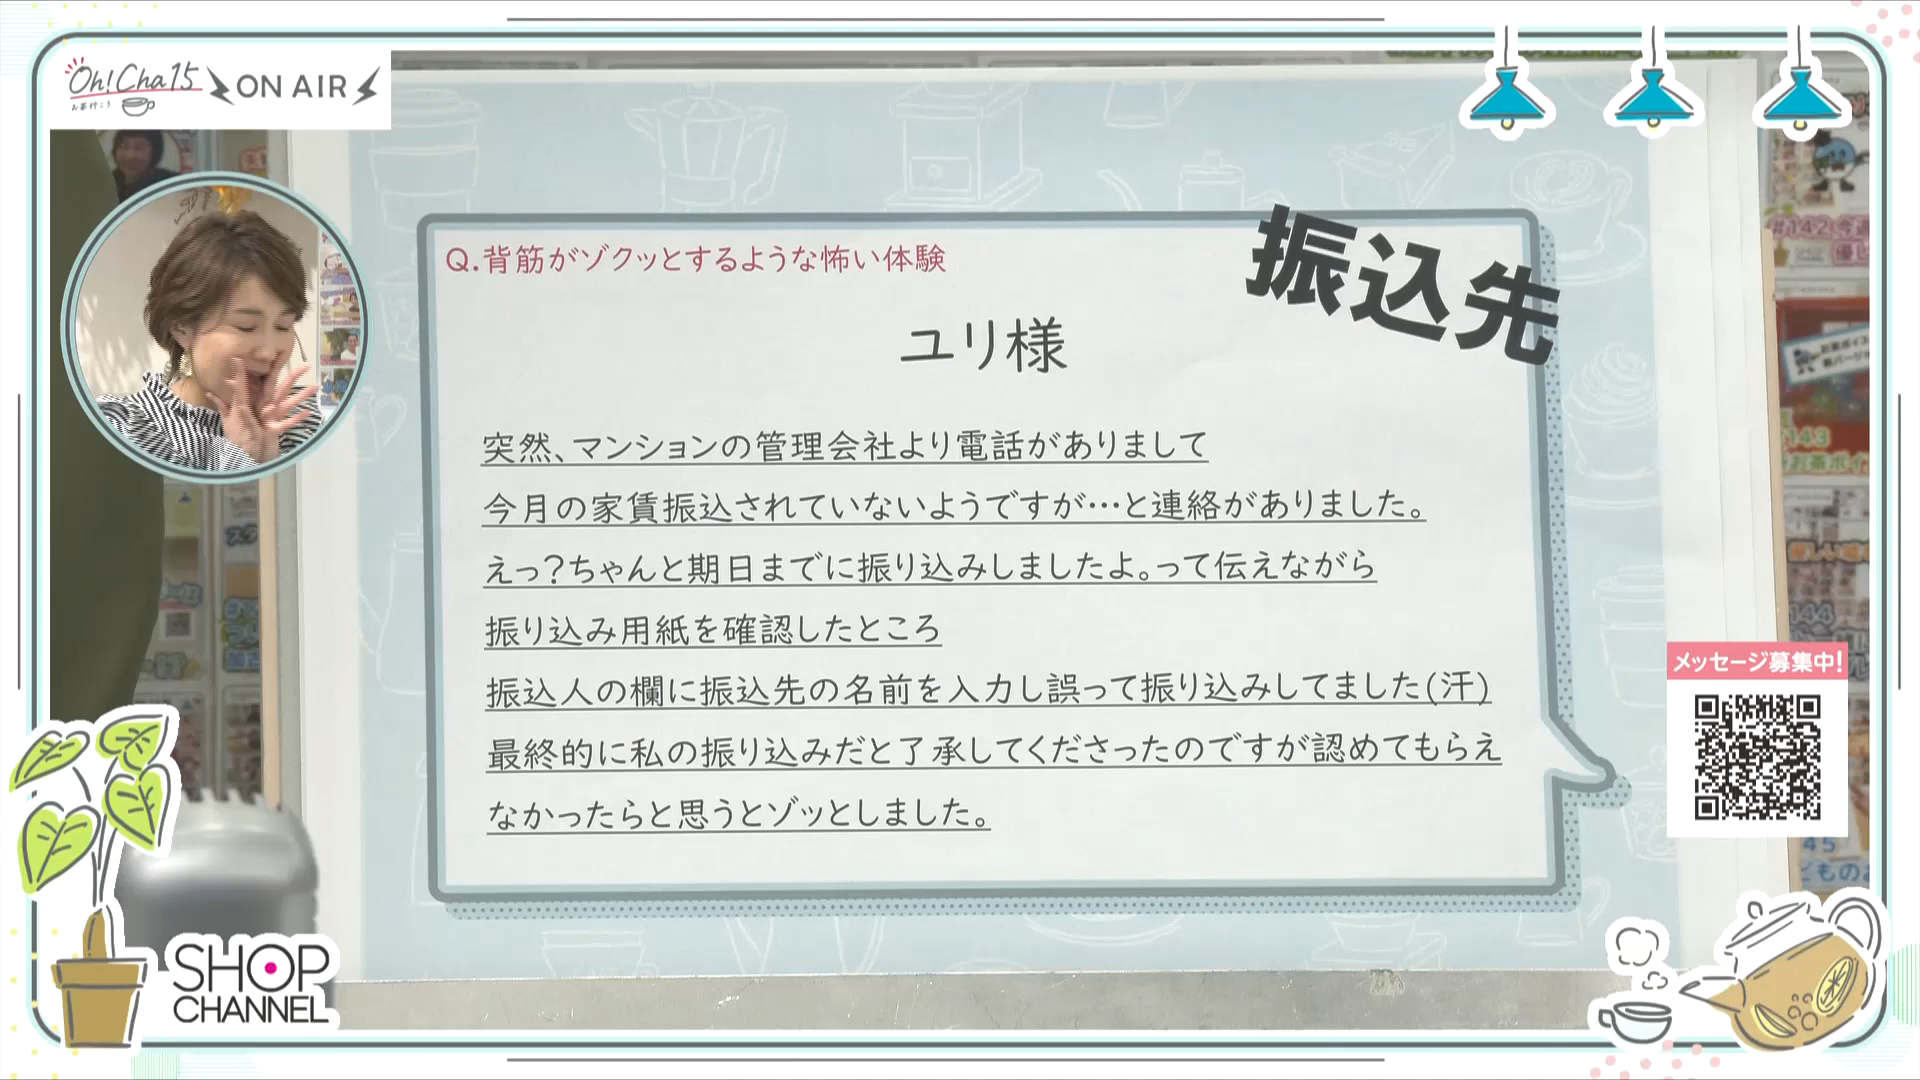 Oh!Cha15
お茶行こう
ON AIR
Q.背筋がゾクッとするような怖い体験
振込先
ユリ様
突然、マンションの管理会社より電話がありまして
今月の家賃振込されていないようですが…と連絡がありました。
えっ？ちゃんと期日までに振り込みしましたよ。って伝えながら
振り込み用紙を確認したところ
振込人の欄に振込先の名前を入力し誤って振り込みしてました(汗)
最終的に私の振り込みだと了承してくださったのですが認めてもらえ
なかったらと思うとゾッとしました。
メッセージ募集中!
SHOP
CHANNEL
#142